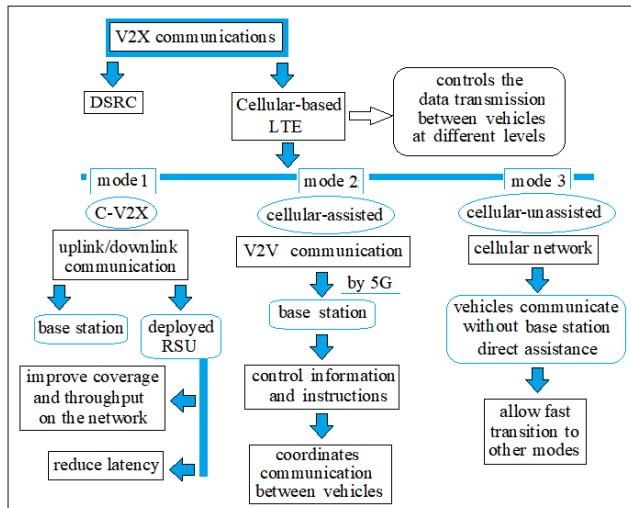 V2X communications
DSRC
Cellular-based
LTE
controls the
data transmission
between vehicles
at different levels
mode 1
mode 2
mode 3
C-V2X
cellular-assisted
cellular-unassisted
uplink/downlink
communication
V2V communication
cellular network
by 5G
base station
deployed
RSU
base station
vehicles communicate
without base station
direct assistance
improve coverage
and throughput
on the network
control information
and instructions
allow fast
transition to
other modes
reduce latency
coordinates
communication
between vehicles